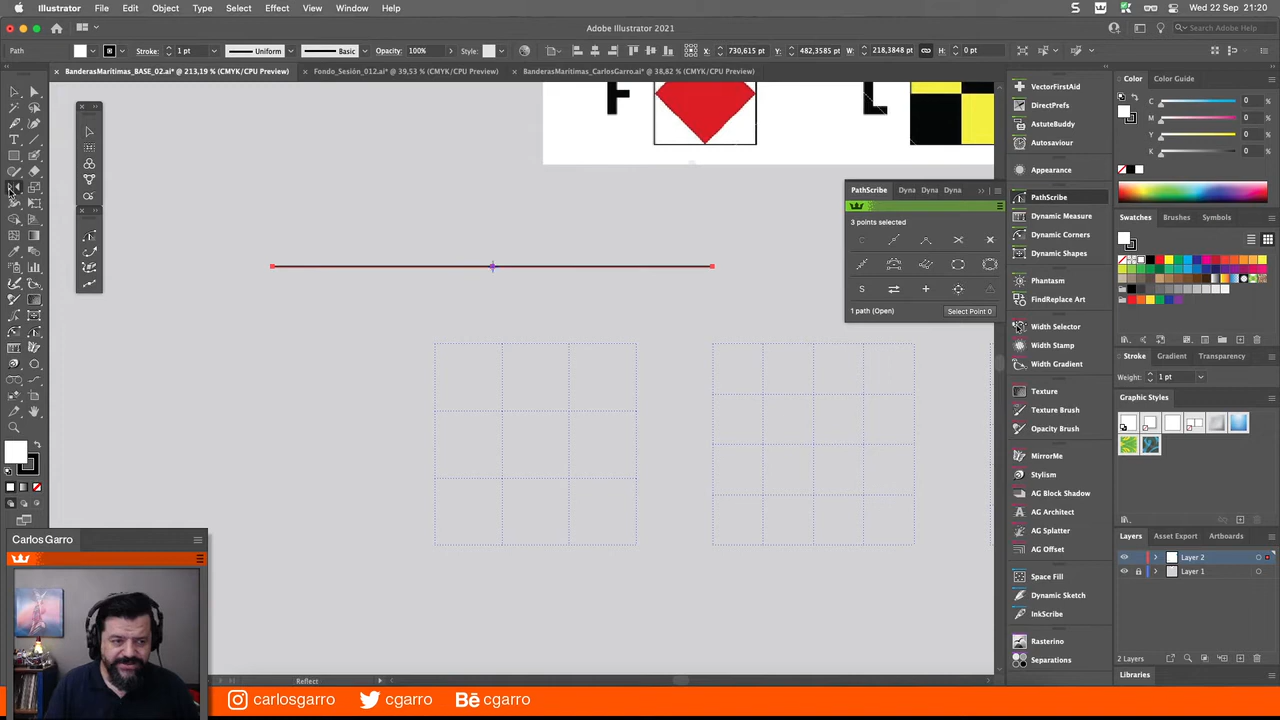 Illustrator File Edit Object Type Select Effect View Window Help
Wed 22 Sep 21:20
Adobe Illustrator 2021
Search Adobe Help
Path
Stroke: 1 pt
Uniform
Basic
Opacity: 100%
Style:
X: 730,615 pt
Y: 482,3585 pt
W: 218,3848 pt
H: 0 pt
BanderasMarítimas_BASE_02.ai* @ 213,19 % (CMYK/CPU Preview)
Fondo_Sesión_012.ai* @ 39,53 % (CMYK/CPU Preview)
BanderasMarítimas_CarlosGarro.ai* @ 38,82 % (CMYK/CPU Preview)
F
L
PathScribe Dyna Dyna Dyna
3 points selected
S
1 path (Open)
Select Point 0
VectorFirstAid
DirectPrefs
AstuteBuddy
Autosaviour
Appearance
PathScribe
Dynamic Measure
Dynamic Corners
Dynamic Shapes
Phantasm
FindReplace Art
Width Selector
Width Stamp
Width Gradient
Texture
Texture Brush
Opacity Brush
MirrorMe
Stylism
AG Block Shadow
AG Architect
AG Splatter
AG Offset
Space Fill
Dynamic Sketch
InkScribe
Rasterino
Separations
Color Color Guide
C 0 %
M 0 %
Y 0 %
K 0 %
Swatches Brushes Symbols
Stroke Gradient Transparency
Weight: 1 pt
Graphic Styles
Layers Asset Export Artboards
Layer 2
Layer 1
2 Layers
Libraries
Carlos Garro
Reflect
carlosgarro
cgarro
Bē cgarro